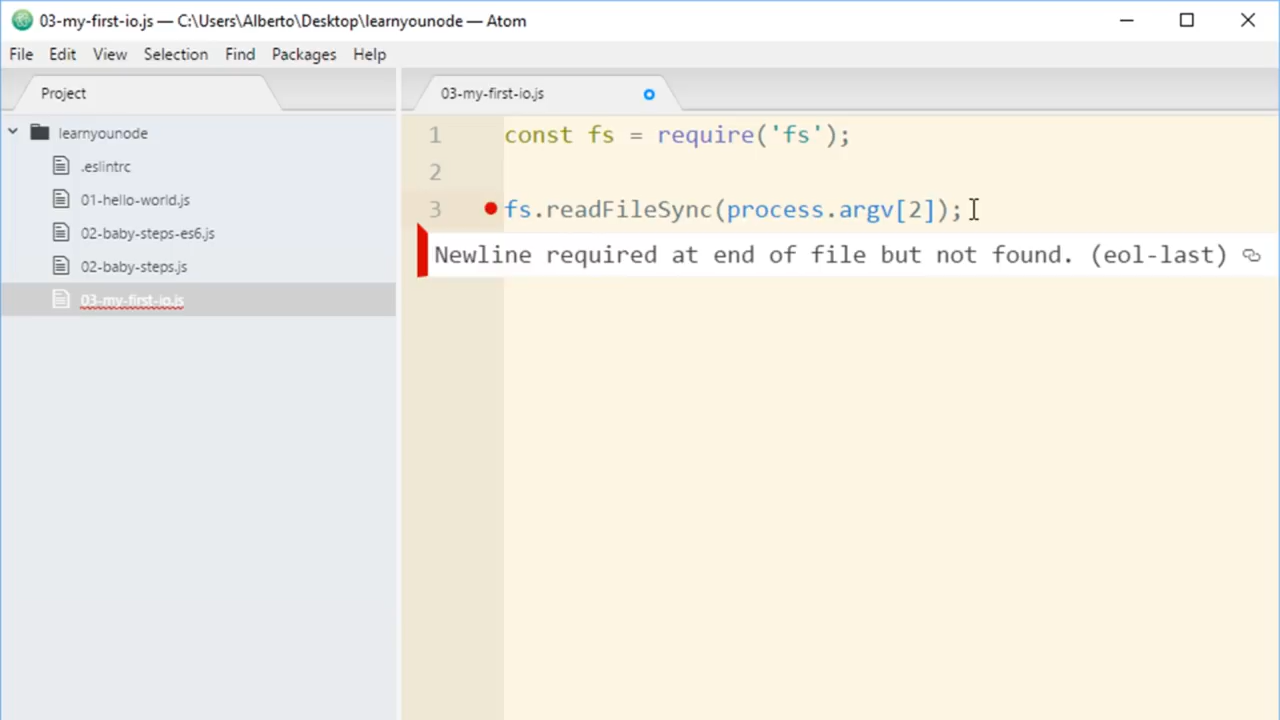 03-my-first-io.js — C:\Users\Alberto\Desktop\learnyounode — Atom
File Edit View Selection Find Packages Help
Project
learnyounode
.eslintrc
01-hello-world.js
02-baby-steps-es6.js
02-baby-steps.js
03-my-first-io.js
03-my-first-io.js
1 const fs = require('fs');
2
3 fs.readFileSync(process.argv[2]);
Newline required at end of file but not found. (eol-last)